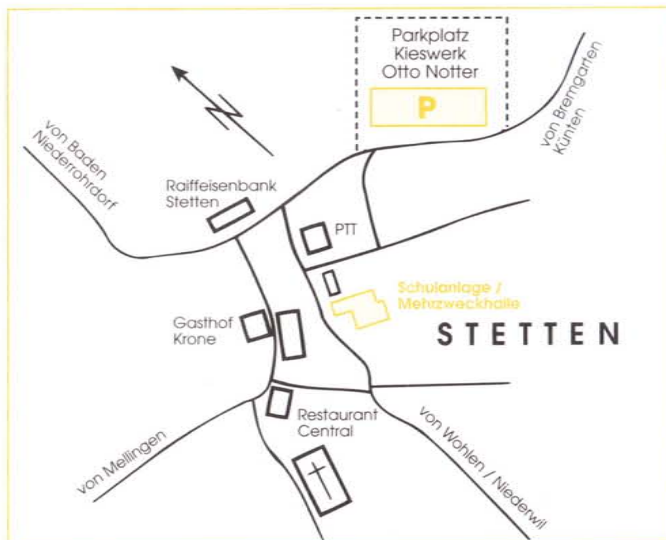 Parkplatz
Kieswerk
Otto Notter
P
N
von Bremgarten
Künten
von Baden
Niederrohrdorf
Raiffeisenbank
Stetten
PTT
Schulanlage /
Mehrzweckhalle
STETTEN
Gasthof
Krone
Restaurant
Central
von Mellingen
von Wohlen / Niederwil